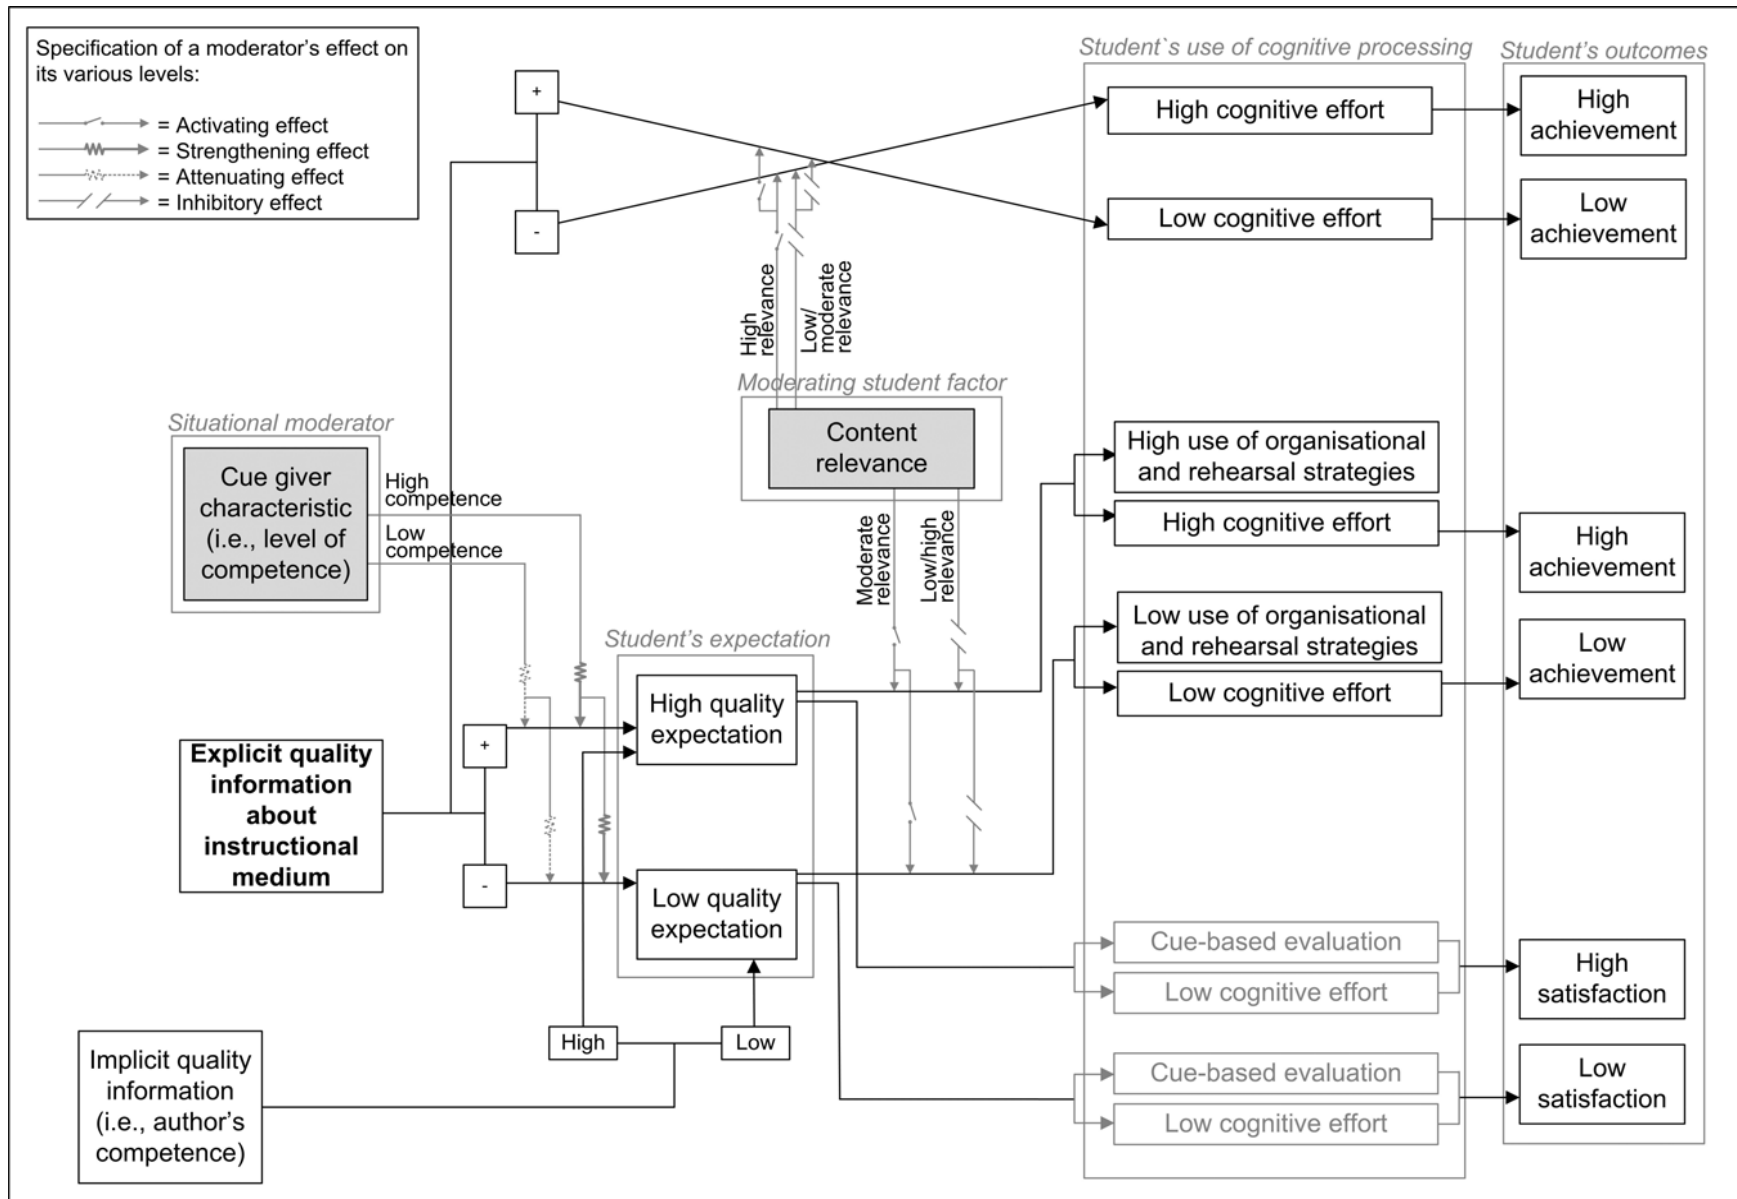 Specification of a moderator's effect on
its various levels:
= Activating effect
= Strengthening effect
= Attenuating effect
= Inhibitory effect
+
-
Student`s use of cognitive processing
High cognitive effort
Low cognitive effort
Student's outcomes
High
achievement
Low
achievement
High
relevance
Low/
moderate
relevance
Moderating student factor
Content
relevance
Moderate
relevance
Low/high
relevance
Situational moderator
Cue giver
characteristic
(i.e., level of
competence)
High
competence
Low
competence
High use of organisational
and rehearsal strategies
High cognitive effort
High
achievement
Low use of organisational
and rehearsal strategies
Low cognitive effort
Low
achievement
Student's expectation
High quality
expectation
Low quality
expectation
Explicit quality
information
about
instructional
medium
+
-
Cue-based evaluation
Low cognitive effort
High
satisfaction
Cue-based evaluation
Low cognitive effort
Low
satisfaction
High
Low
Implicit quality
information
(i.e., author's
competence)